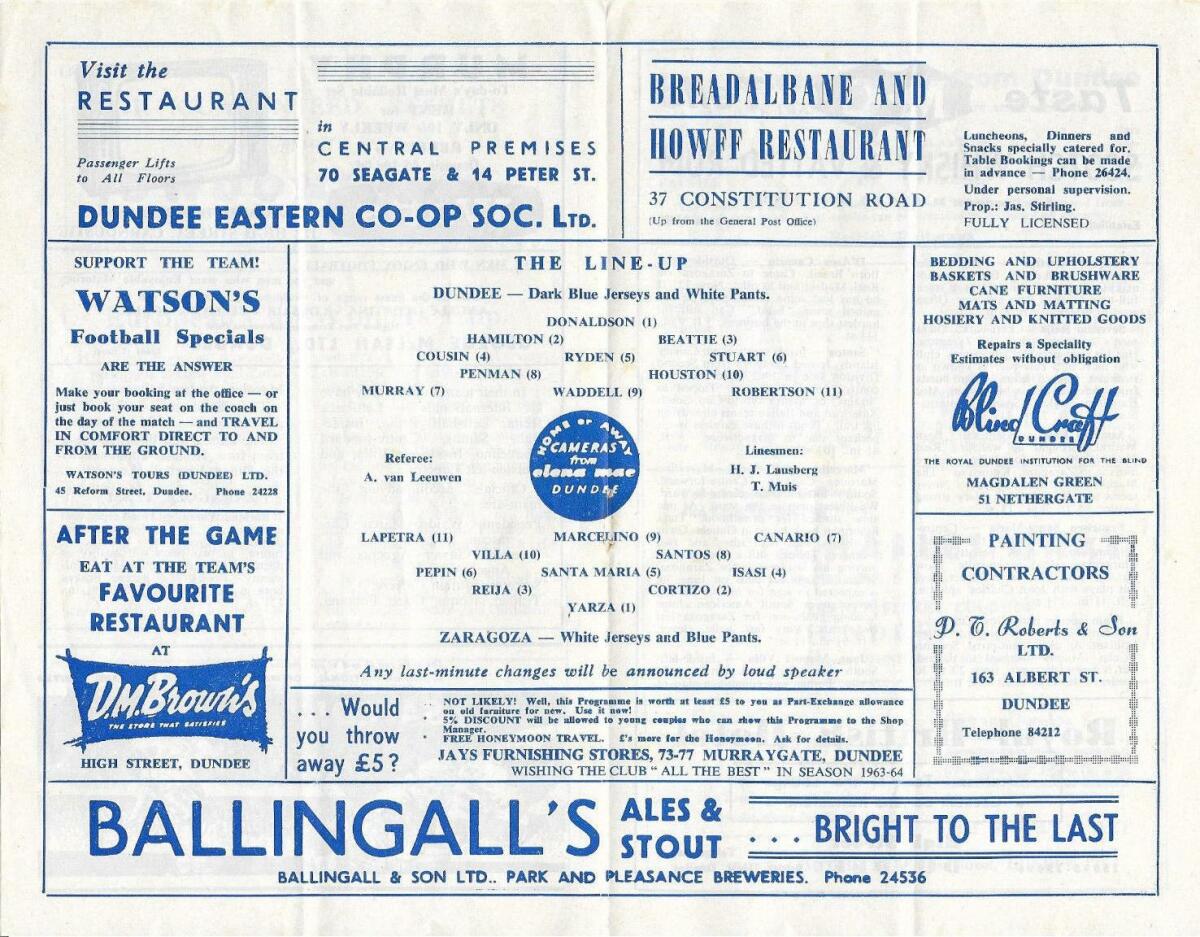 Visit the
RESTAURANT
in
CENTRAL PREMISES
Passenger Lifts
to All Floors
70 SEAGATE & 14 PETER ST.
DUNDEE EASTERN CO-OP SOC. LTD.
BREADALBANE AND
HOWFF RESTAURANT
37 CONSTITUTION ROAD
(Up from the General Post Office)
Luncheons, Dinners and
Snacks specially catered for.
Table Bookings can be made
in advance — Phone 26424.
Under personal supervision.
Prop.: Jas. Stirling.
FULLY LICENSED
SUPPORT THE TEAM!
WATSON'S
Football Specials
ARE THE ANSWER
Make your booking at the office — or
just book your seat on the coach on
the day of the match — and TRAVEL
IN COMFORT DIRECT TO AND
FROM THE GROUND.
WATSON'S TOURS (DUNDEE) LTD.
45 Reform Street, Dundee. Phone 24228
AFTER THE GAME
EAT AT THE TEAM'S
FAVOURITE
RESTAURANT
AT
D.M. Brown's
THE STORE THAT SATISFIES
HIGH STREET, DUNDEE
THE LINE-UP
DUNDEE — Dark Blue Jerseys and White Pants.
DONALDSON (1)
HAMILTON (2) BEATTIE (3)
COUSIN (4) RYDEN (5) STUART (6)
PENMAN (8) HOUSTON (10)
MURRAY (7) WADDELL (9) ROBERTSON (11)
HOME OR AWAY
CAMERAS
from
elena mae
DUNDEE
Referee:
A. van Leeuwen
Linesmen:
H. J. Lausberg
T. Muis
LAPETRA (11) MARCELINO (9) CANARIO (7)
VILLA (10) SANTOS (8)
PEPIN (6) SANTA MARIA (5) ISASI (4)
REIJA (3) CORTIZO (2)
YARZA (1)
ZARAGOZA — White Jerseys and Blue Pants.
Any last-minute changes will be announced by loud speaker
. . . Would
you throw
away £5?
NOT LIKELY! Well, this Programme is worth at least £5 to you as Part-Exchange allowance
on old farniture for new. Use it now!
5% DISCOUNT will be allowed to young couples who can show this Programme to the Shop
Manager.
FREE HONEYMOON TRAVEL. £'s more for the Honeymoon. Ask for details.
JAYS FURNISHING STORES, 73-77 MURRAYGATE, DUNDEE
WISHING THE CLUB "ALL THE BEST" IN SEASON 1963-64
BEDDING AND UPHOLSTERY
BASKETS AND BRUSHWARE
CANE FURNITURE
MATS AND MATTING
HOSIERY AND KNITTED GOODS
Repairs a Speciality
Estimates without obligation
Blind Craft
DUNDEE
THE ROYAL DUNDEE INSTITUTION FOR THE BLIND
MAGDALEN GREEN
51 NETHERGATE
PAINTING
CONTRACTORS
P. T. Roberts & Son
LTD.
163 ALBERT ST.
DUNDEE
Telephone 84212
BALLINGALL'S
ALES &
STOUT
. . . BRIGHT TO THE LAST
BALLINGALL & SON LTD.. PARK AND PLEASANCE BREWERIES. Phone 24536